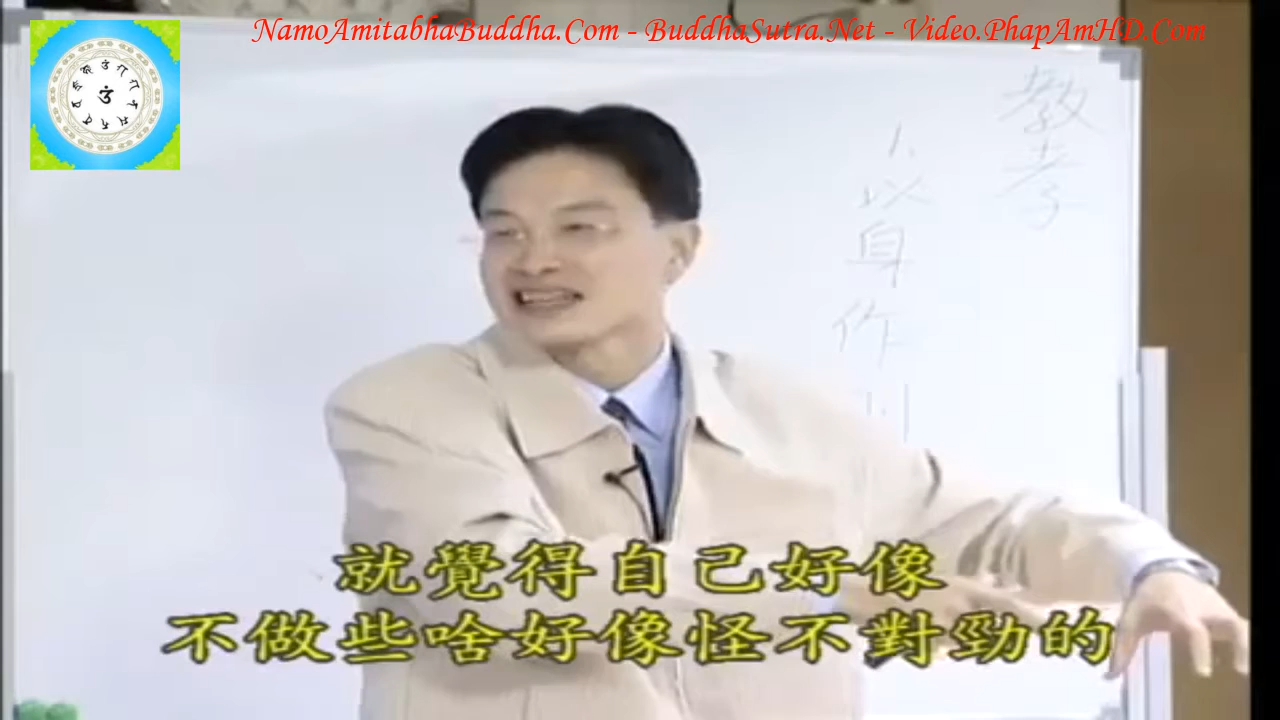 NamoAmitabhaBuddha.Com - BuddhaSutra.Net - Video.PhapAmHD.Com
教孝
1、以身作
就覺得自己好像
不做些啥好像怪不對勁的